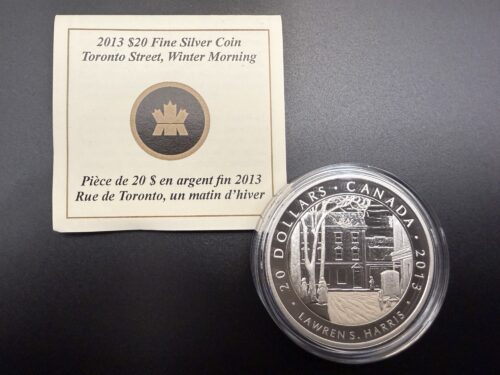 2013 $20 Fine Silver Coin
Toronto Street, Winter Morning
Pièce de 20 $ en argent fin 2013
Rue de Toronto, un matin d'hiver
20 DOLLARS · CANADA · 2013 ·
LAWREN S. HARRIS